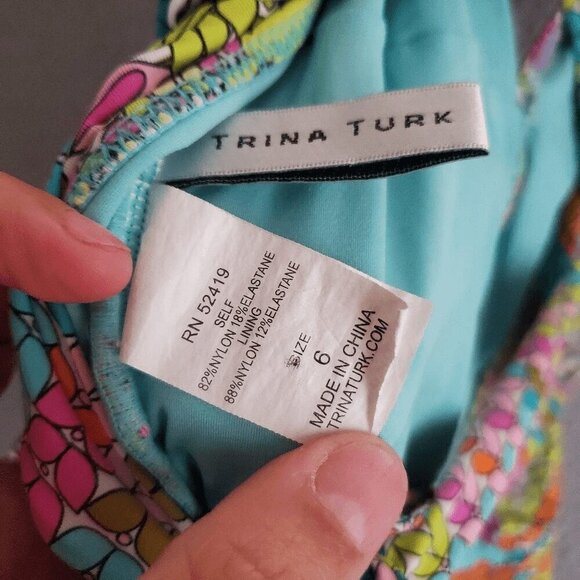 TRINA TURK
RN 52419
SELF
82%NYLON 18%ELASTANE
LINING
88%NYLON 12%ELASTANE
SIZE
6
MADE IN CHINA
TRINATURK.COM